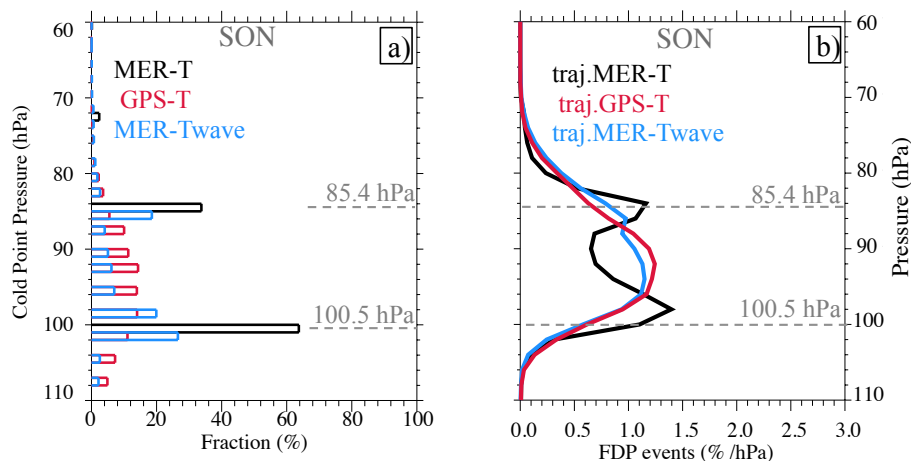 SON
a)
MER-T
GPS-T
MER-Twave
85.4 hPa
100.5 hPa
60
70
80
90
100
110
Cold Point Pressure (hPa)
0
20
40
60
80
100
Fraction (%)
SON
b)
traj.MER-T
traj.GPS-T
traj.MER-Twave
85.4 hPa
100.5 hPa
60
70
80
90
100
110
Pressure (hPa)
0.0
0.5
1.0
1.5
2.0
2.5
3.0
FDP events (% /hPa)